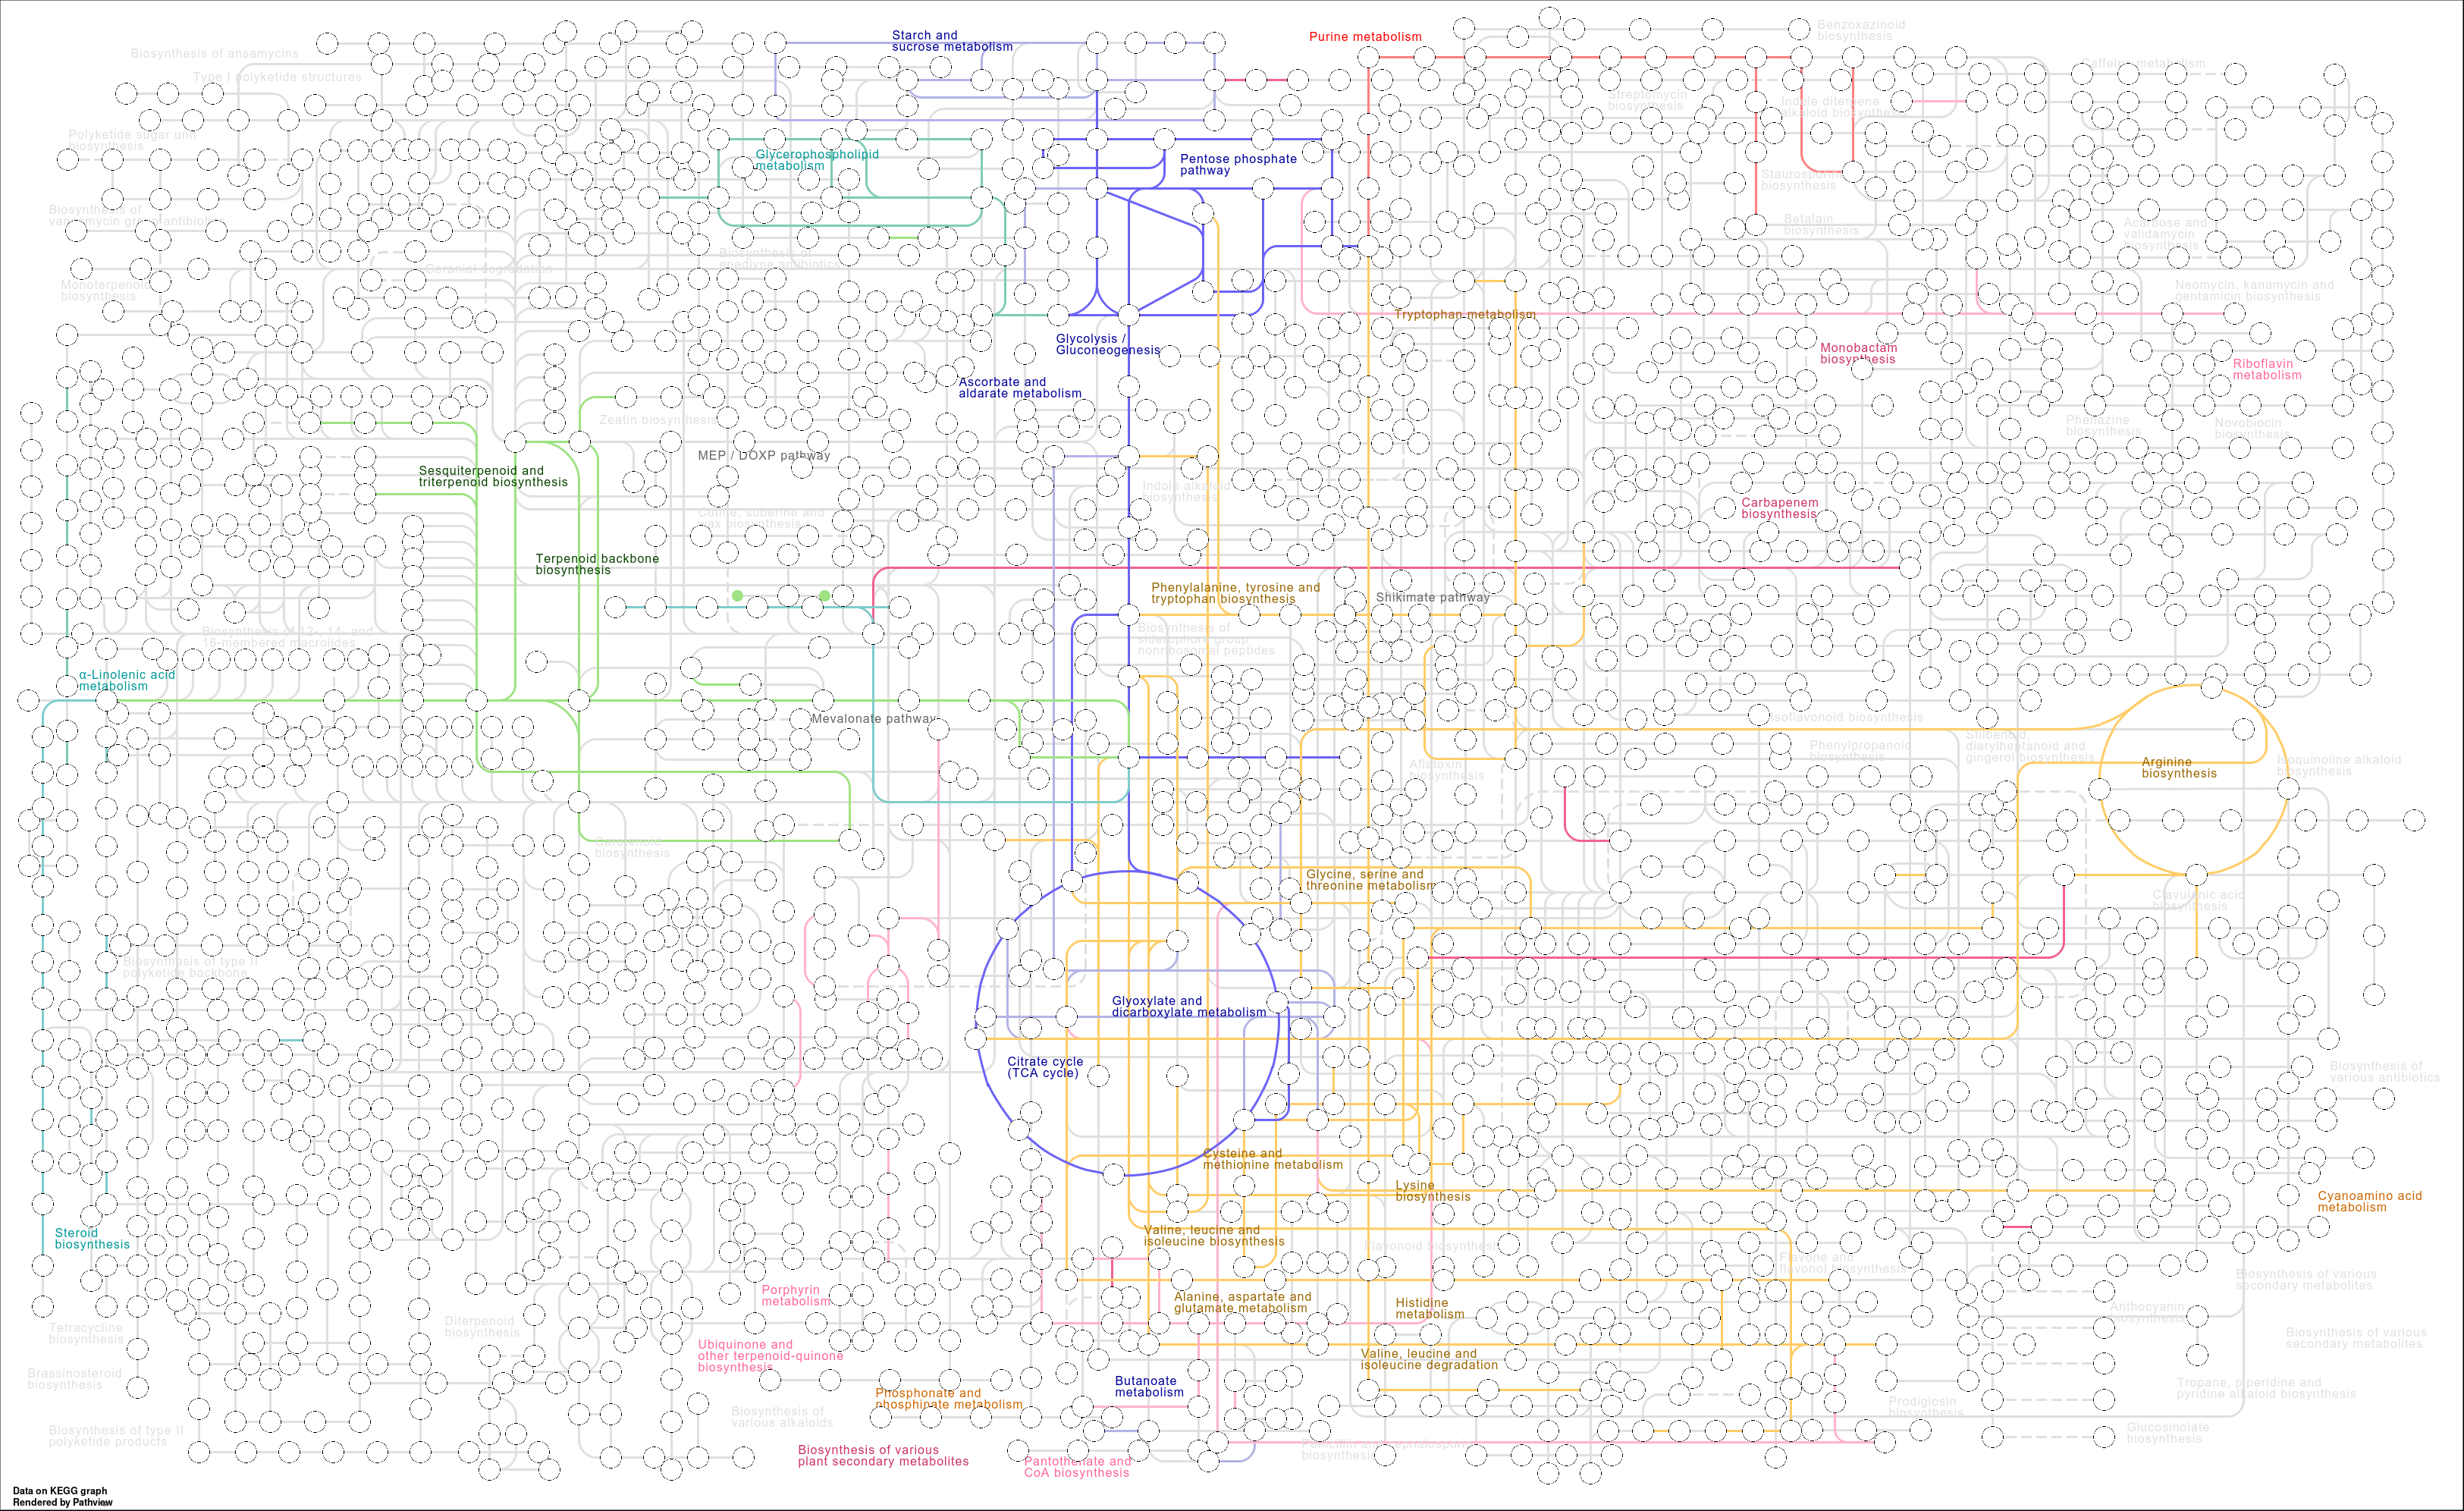 Starch and
sucrose metabolism
Purine metabolism
Benzoxazinoid
biosynthesis
Biosynthesis of ansamycins
Type I polyketide structures
Caffeine metabolism
Streptomycin
biosynthesis
Indole diterpene
alkaloid biosynthesis
Polyketide sugar unit
biosynthesis
Glycerophospholipid
metabolism
Pentose phosphate
pathway
Staurosporine
biosynthesis
Biosynthesis of
vancomycin group antibiotics
Betalain
biosynthesis
Acarbose and
validamycin
biosynthesis
Biosynthesis of
enediyne antibiotics
Geraniol degradation
Monoterpenoid
biosynthesis
Neomycin, kanamycin and
gentamicin biosynthesis
Tryptophan metabolism
Glycolysis /
Gluconeogenesis
Monobactam
biosynthesis
Riboflavin
metabolism
Ascorbate and
aldarate metabolism
Zeatin biosynthesis
Phenazine
biosynthesis
Novobiocin
biosynthesis
MEP / DOXP pathway
Sesquiterpenoid and
triterpenoid biosynthesis
Indole alkaloid
biosynthesis
Carbapenem
biosynthesis
Cutine, suberine and
wax biosynthesis
Terpenoid backbone
biosynthesis
Phenylalanine, tyrosine and
tryptophan biosynthesis
Shikimate pathway
Biosynthesis of 12-, 14- and
16-membered macrolides
Biosynthesis of
siderophore group
nonribosomal peptides
α-Linolenic acid
metabolism
Mevalonate pathway
Isoflavonoid biosynthesis
Phenylpropanoid
biosynthesis
Stilbenoid,
diarylheptanoid and
gingerol biosynthesis
Arginine
biosynthesis
Isoquinoline alkaloid
biosynthesis
Aflatoxin
biosynthesis
Carotenoid
biosynthesis
Glycine, serine and
threonine metabolism
Clavulanic acid
biosynthesis
Biosynthesis of type II
polyketide backbone
Glyoxylate and
dicarboxylate metabolism
Citrate cycle
(TCA cycle)
Biosynthesis of
various antibiotics
Cysteine and
methionine metabolism
Lysine
biosynthesis
Cyanoamino acid
metabolism
Steroid
biosynthesis
Valine, leucine and
isoleucine biosynthesis
Flavonoid biosynthesis
Flavone and
flavonol biosynthesis
Biosynthesis of various
secondary metabolites
Porphyrin
metabolism
Alanine, aspartate and
glutamate metabolism
Histidine
metabolism
Anthocyanin
biosynthesis
Diterpenoid
biosynthesis
Tetracycline
biosynthesis
Biosynthesis of various
secondary metabolites
Ubiquinone and
other terpenoid-quinone
biosynthesis
Valine, leucine and
isoleucine degradation
Brassinosteroid
biosynthesis
Butanoate
metabolism
Tropane, piperidine and
pyridine alkaloid biosynthesis
Phosphonate and
phosphinate metabolism
Prodigiosin
biosynthesis
Biosynthesis of
various alkaloids
Biosynthesis of type II
polyketide products
Glucosinolate
biosynthesis
Biosynthesis of various
plant secondary metabolites
Penicillin and cephalosporin
biosynthesis
Pantothenate and
CoA biosynthesis
Data on KEGG graph
Rendered by Pathview